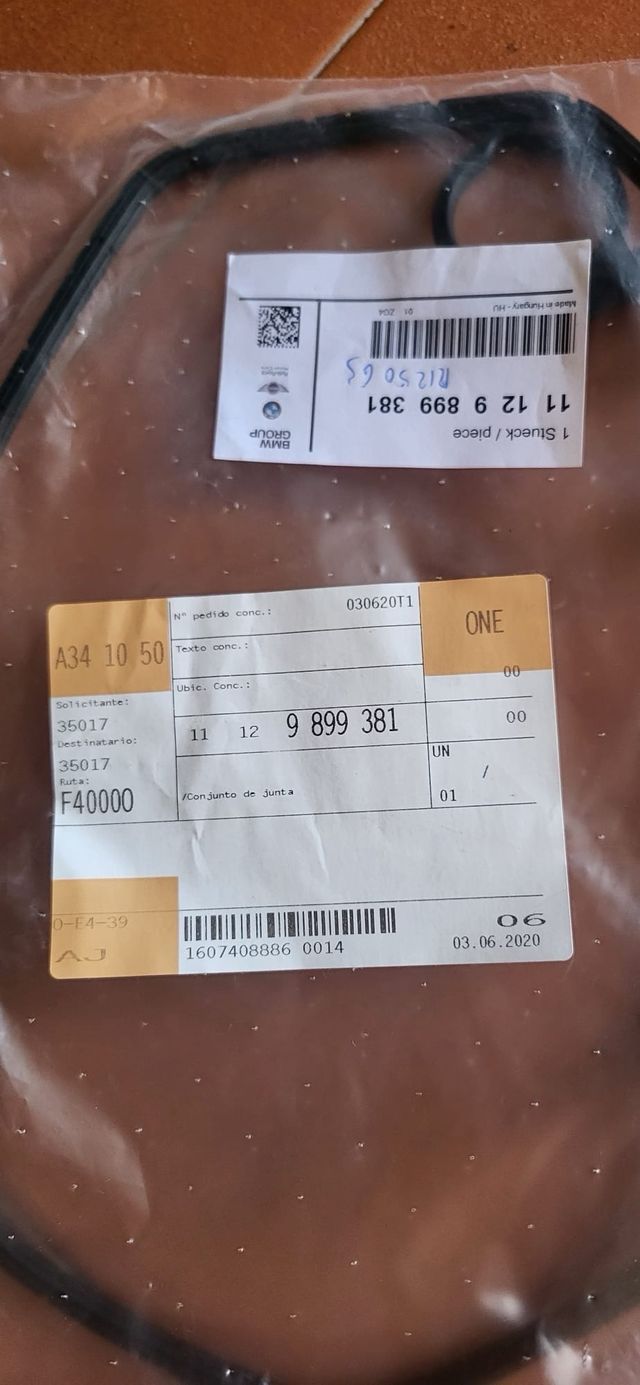 1 Stueck / piece
11 12 9 899 381
R1250 GS
01 ZG4
Made in Hungary - HU
BMW
GROUP
A34 10 50
Nº pedido conc.:
030620T1
ONE
Texto conc.:
Ubic. Conc.:
00
Solicitante:
35017
Destinatario:
35017
Ruta:
F40000
11 12 9 899 381
00
UN
/
01
/Conjunto de junta
0-E4-39
AJ
1607408886 0014
06
03.06.2020